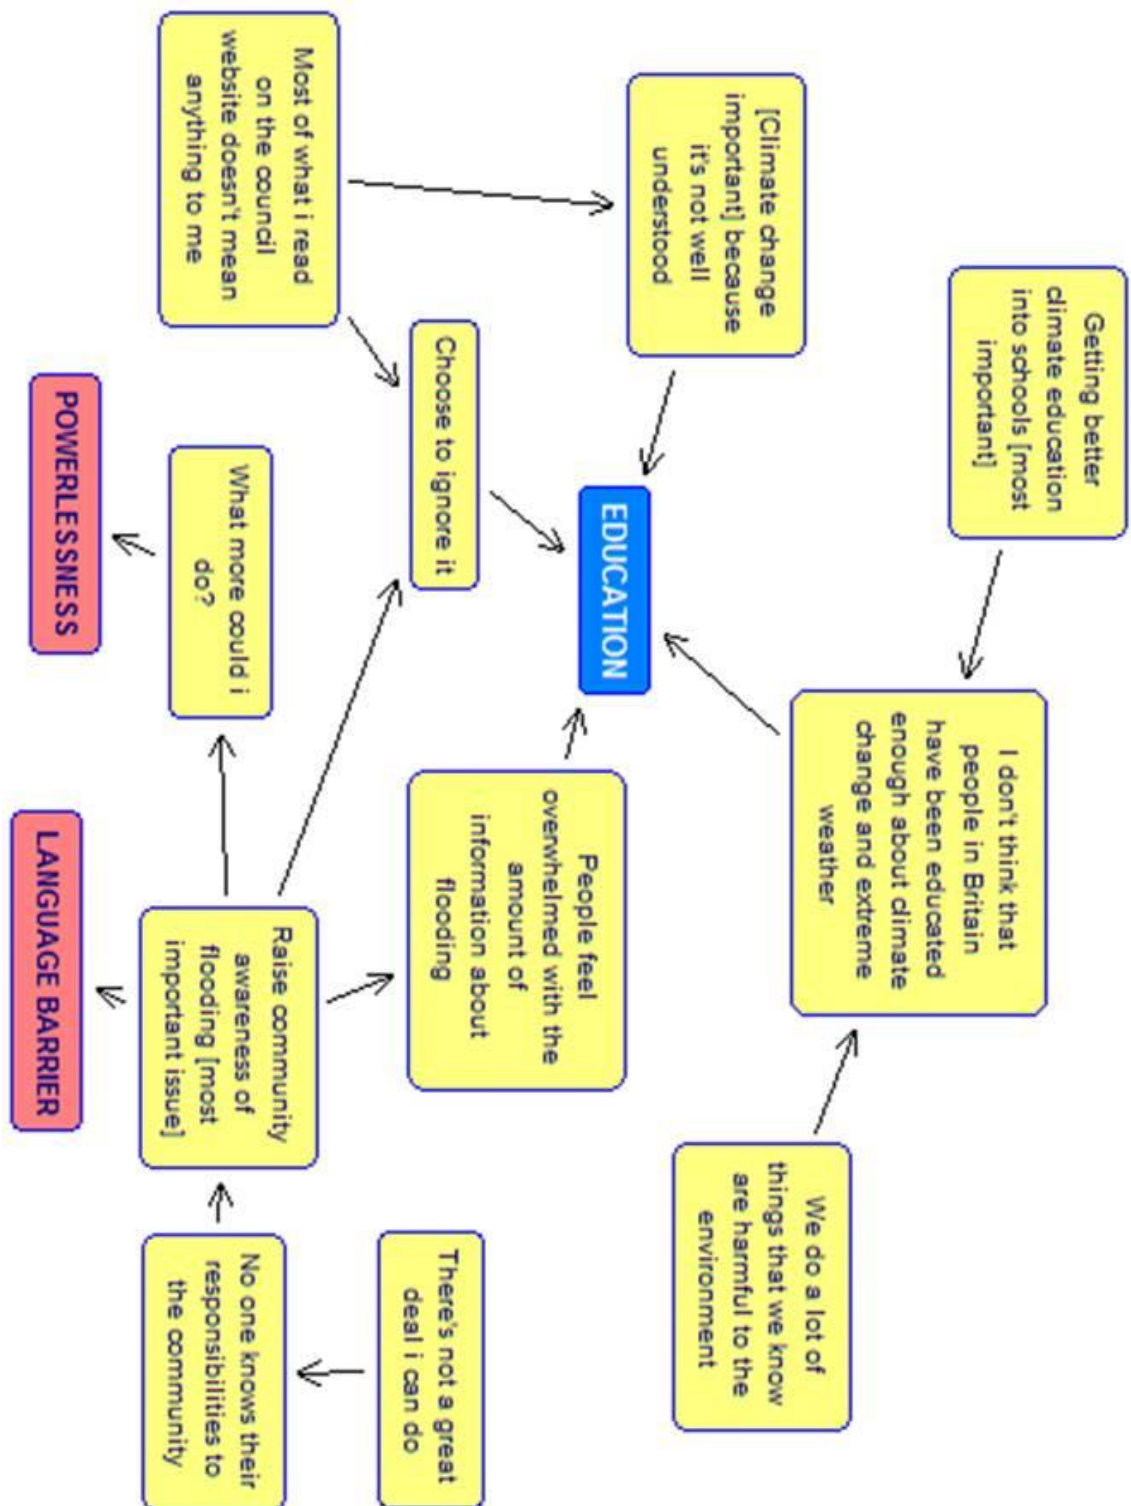 Getting better
climate education
into schools [most
important]
I don't think that
people in Britain
have been educated
enough about climate
change and extreme
weather
[Climate change
important] because
it's not well
understood
We do a lot of
things that we know
are harmful to the
environment
EDUCATION
People feel
overwhelmed with the
amount of
information about
flooding
Choose to ignore it
There's not a great
deal i can do
Most of what i read
on the council
website doesn't mean
anything to me
What more could i
do?
Raise community
awareness of
flooding [most
important issue]
No one knows their
responsibilities to
the community
POWERLESSNESS
LANGUAGE BARRIER